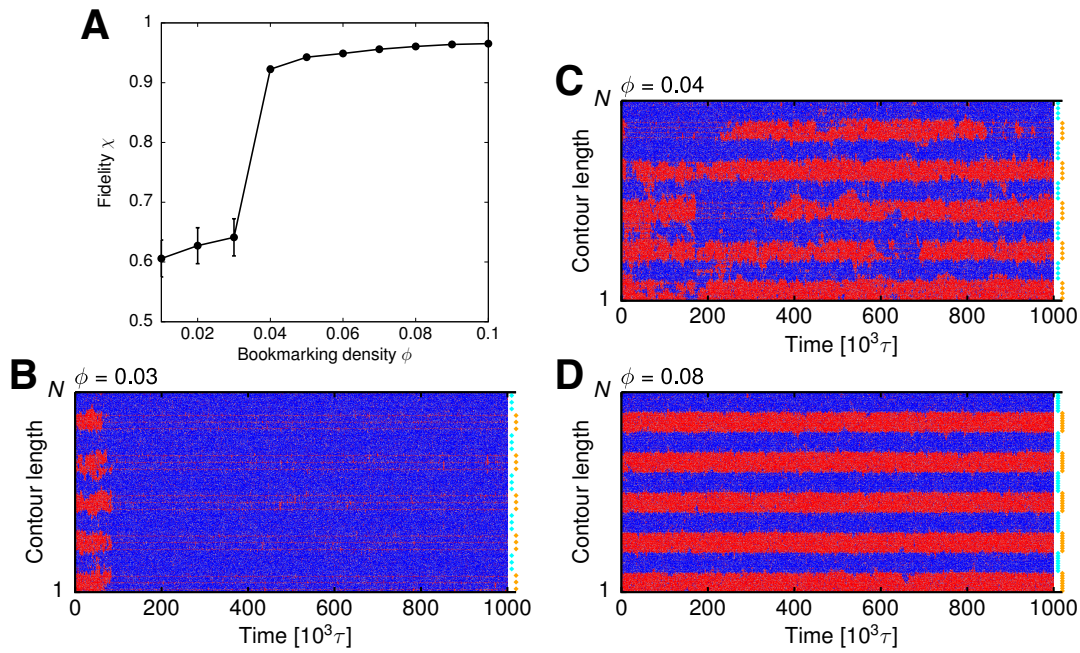 A
1
0.9
0.8
0.7
0.6
0.5
Fidelity χ
0.02 0.04 0.06 0.08 0.1
Bookmarking density ϕ
B
ϕ = 0.03
N
Contour length
1
0 200 400 600 800 1000
Time [10³τ]
C
ϕ = 0.04
N
Contour length
1
0 200 400 600 800 1000
Time [10³τ]
D
ϕ = 0.08
N
Contour length
1
0 200 400 600 800 1000
Time [10³τ]